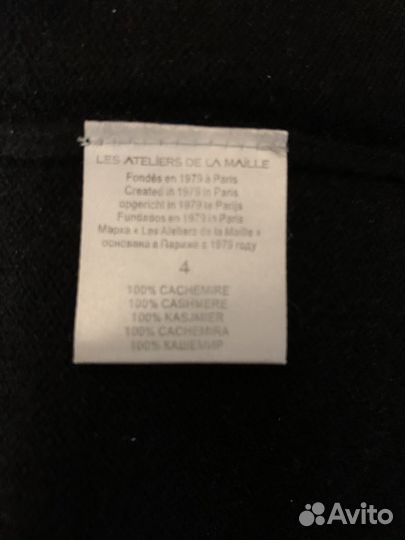 LES ATELIERS DE LA MAILLE
Fondés en 1979 à Paris
Created in 1979 in Paris
opgericht in 1979 le Parijs
Fundados en 1979 in Paris
Марка « Les Ateliers de la Maille »
основана в Париже в 1979 году
4
100% CACHEMIRE
100% CASHMERE
100% KASJMIER
100% CACHEMIRA
100% КАШЕМИР
Avito